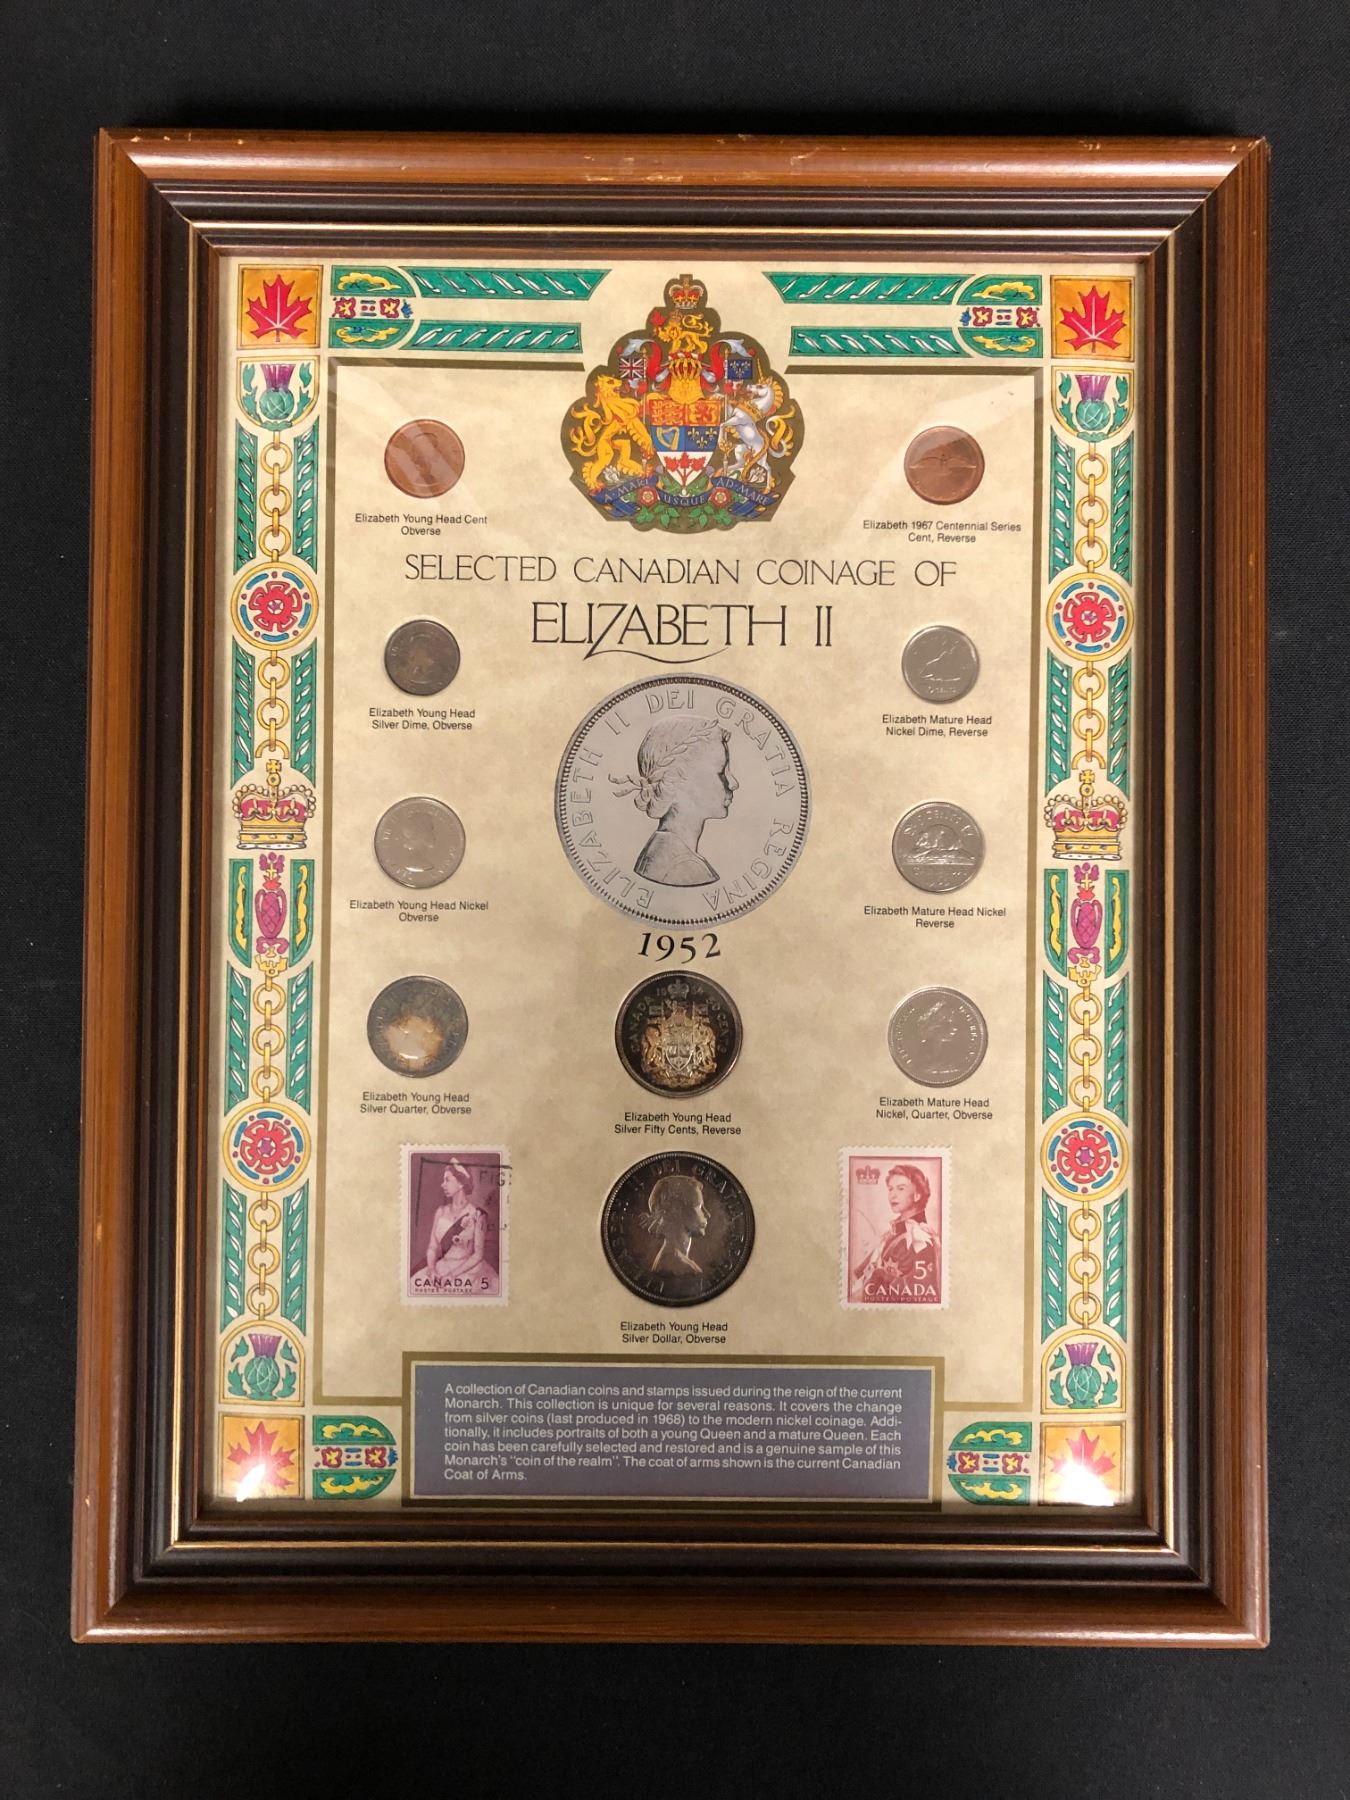 A·MARI USQUE AD·MARE
Elizabeth Young Head Cent
Obverse
Elizabeth 1967 Centennial Series
Cent, Reverse
SELECTED CANADIAN COINAGE OF
ELIZABETH II
Elizabeth Young Head
Silver Dime, Obverse
Elizabeth Mature Head
Nickel Dime, Reverse
ELIZABETH II DEI GRATIA REGINA
1952
Elizabeth Young Head Nickel
Obverse
Elizabeth Mature Head Nickel
Reverse
Elizabeth Young Head
Silver Quarter, Obverse
CANADA 50 CENTS
Elizabeth Young Head
Silver Fifty Cents, Reverse
Elizabeth Mature Head
Nickel, Quarter, Obverse
CANADA 5
POSTES POSTAGE
II DEI GRATIA REGINA
5¢
CANADA
POSTES POSTAGE
Elizabeth Young Head
Silver Dollar, Obverse
A collection of Canadian coins and stamps issued during the reign of the current
Monarch. This collection is unique for several reasons. It covers the change
from silver coins (last produced in 1968) to the modern nickel coinage. Addi-
tionally, it includes portraits of both a young Queen and a mature Queen. Each
coin has been carefully selected and restored and is a genuine sample of this
Monarch's "coin of the realm". The coat of arms shown is the current Canadian
Coat of Arms.